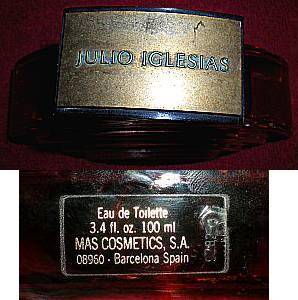 JULIO IGLESIAS
Eau de Toilette
3.4 fl. oz. 100 ml
MAS COSMETICS, S.A.
08960 - Barcelona Spain